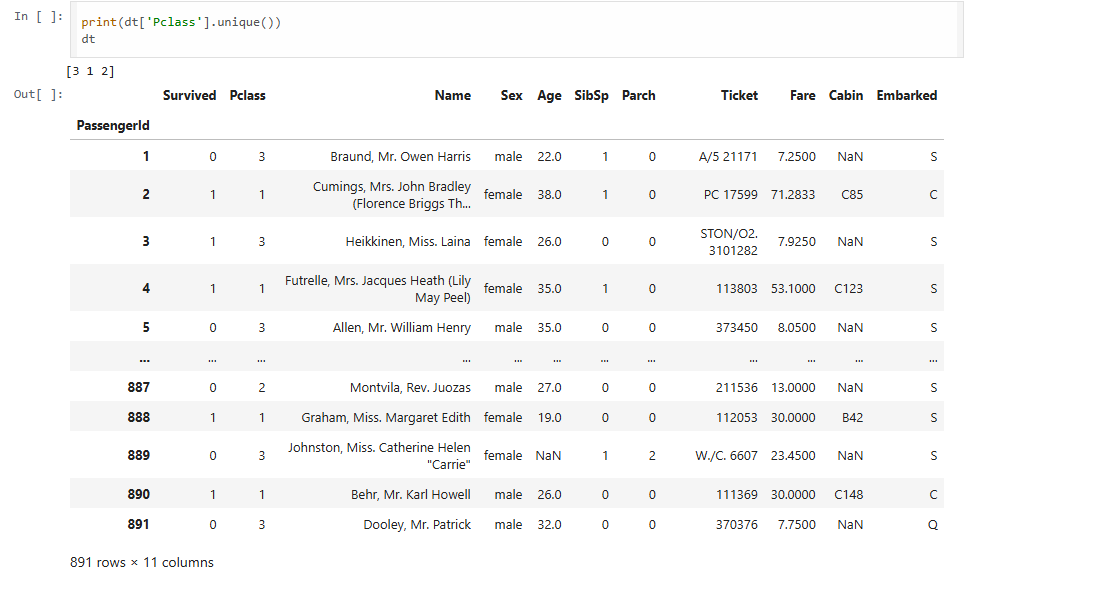 In [ ]:
print(dt['Pclass'].unique())
dt
[3 1 2]
Out[ ]:
Survived Pclass Name Sex Age SibSp Parch Ticket Fare Cabin Embarked
PassengerId
1 0 3 Braund, Mr. Owen Harris male 22.0 1 0 A/5 21171 7.2500 NaN S
2 1 1 Cumings, Mrs. John Bradley (Florence Briggs Th... female 38.0 1 0 PC 17599 71.2833 C85 C
3 1 3 Heikkinen, Miss. Laina female 26.0 0 0 STON/O2. 3101282 7.9250 NaN S
4 1 1 Futrelle, Mrs. Jacques Heath (Lily May Peel) female 35.0 1 0 113803 53.1000 C123 S
5 0 3 Allen, Mr. William Henry male 35.0 0 0 373450 8.0500 NaN S
... ... ... ... ... ... ... ... ... ... ... ...
887 0 2 Montvila, Rev. Juozas male 27.0 0 0 211536 13.0000 NaN S
888 1 1 Graham, Miss. Margaret Edith female 19.0 0 0 112053 30.0000 B42 S
889 0 3 Johnston, Miss. Catherine Helen "Carrie" female NaN 1 2 W./C. 6607 23.4500 NaN S
890 1 1 Behr, Mr. Karl Howell male 26.0 0 0 111369 30.0000 C148 C
891 0 3 Dooley, Mr. Patrick male 32.0 0 0 370376 7.7500 NaN Q
891 rows × 11 columns